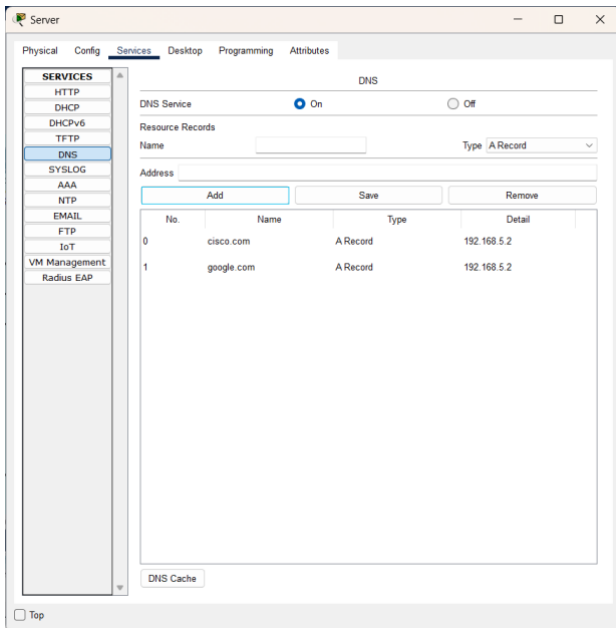 Server
Physical Config Services Desktop Programming Attributes
SERVICES
HTTP
DHCP
DHCPv6
TFTP
DNS
SYSLOG
AAA
NTP
EMAIL
FTP
IoT
VM Management
Radius EAP
DNS
DNS Service On Off
Resource Records
Name Type A Record
Address
Add Save Remove
No. Name Type Detail
0 cisco.com A Record 192.168.5.2
1 google.com A Record 192.168.5.2
DNS Cache
Top